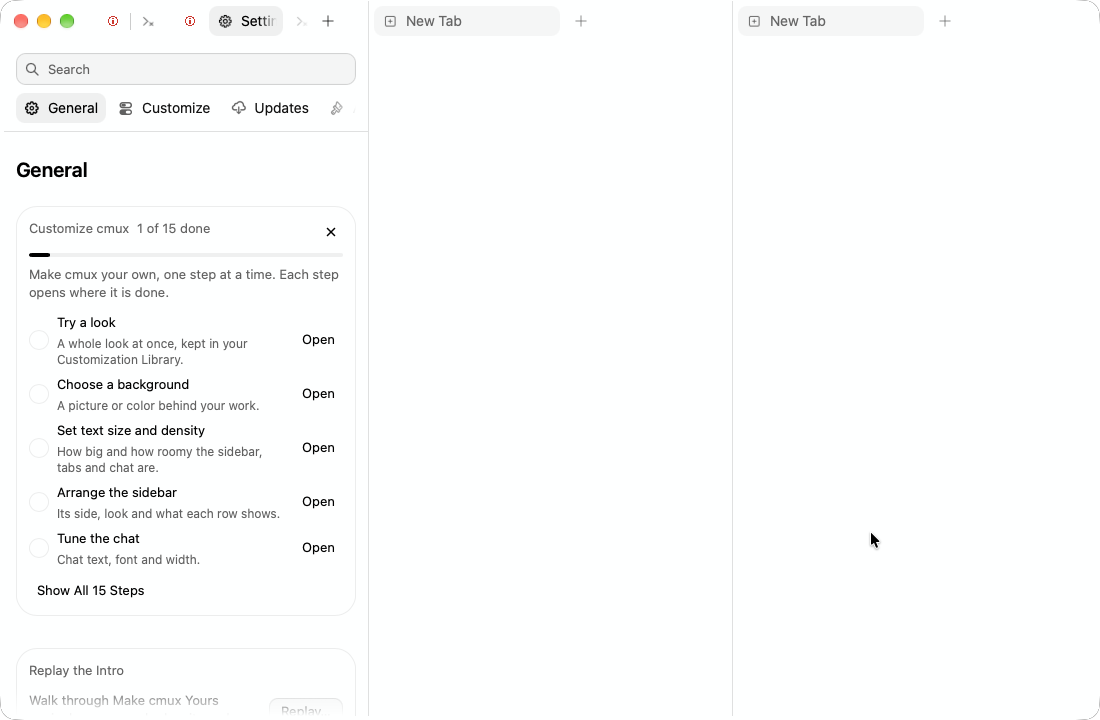 Settin
New Tab
New Tab
Search
General
Customize
Updates
General
Customize cmux 1 of 15 done
Make cmux your own, one step at a time. Each step
opens where it is done.
Try a look
A whole look at once, kept in your
Customization Library.
Open
Choose a background
A picture or color behind your work.
Open
Set text size and density
How big and how roomy the sidebar,
tabs and chat are.
Open
Arrange the sidebar
Its side, look and what each row shows.
Open
Tune the chat
Chat text, font and width.
Open
Show All 15 Steps
Replay the Intro
Walk through Make cmux Yours
Replay...